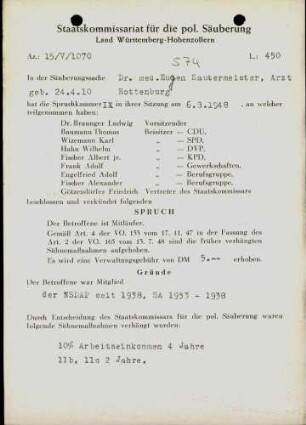 Staatskommissariat für die pol. Säuberung
Land Württemberg-Hohenzollern
Az.: 15/V/1070
L.: 450
S 74
In der Säuberungssache Dr. med. Eugen Sautermeister, Arzt
geb. 24.4.10 Rottenburg
hat die Spruchkammer IX in ihrer Sitzung am 6.8.1948 , an welcher
teilgenommen haben:
Dr. Brauнger Ludwig Vorsitzender
Baumann Thomas Beisitzer — CDU,
Wizemann Karl „ — SPD,
Hahn Wilhelm „ — DVP,
Fischer Albert jr. „ — KPD,
Frank Adolf „ — Gewerkschaften.
Engelfried Adolf „ — Berufsgruppe,
Fischer Alexander „ — Berufsgruppe,
Götzendörfer Friedrich Vertreter des Staatskommissars
beschlossen und verkündet folgenden
SPRUCH
Der Betroffene ist Mitläufer.
Gemäß Art. 4 der VO. 133 vom 17. 11. 47 in der Fassung des
Art. 2 der VO. 165 vom 13. 7. 48 sind die früher verhängten
Sühnemaßnahmen aufgehoben.
Es wird eine Verwaltungsgebühr von DM 5.-- erhoben.
Gründe
Der Betroffene war Mitglied
der NSDAP seit 1938, SA 1933 - 1938
Durch Entscheidung des Staatskommissars für die pol. Säuberung waren
folgende Sühnemaßnahmen verhängt worden:
10% Arbeitseinkommen 4 Jahre
11b, 11c 2 Jahre.